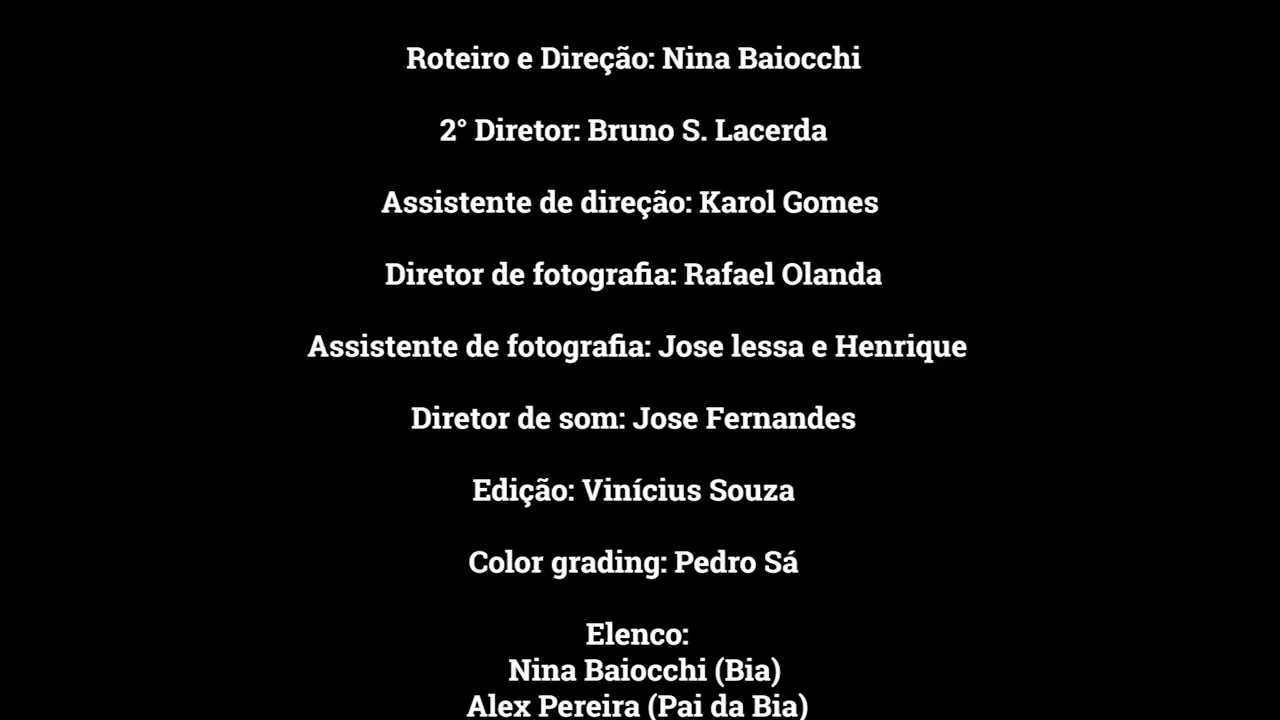 Roteiro e Direção: Nina Baiocchi
2° Diretor: Bruno S. Lacerda
Assistente de direção: Karol Gomes
Diretor de fotografia: Rafael Olanda
Assistente de fotografia: Jose lessa e Henrique
Diretor de som: Jose Fernandes
Edição: Vinícius Souza
Color grading: Pedro Sá
Elenco:
Nina Baiocchi (Bia)
Alex Pereira (Pai da Bia)